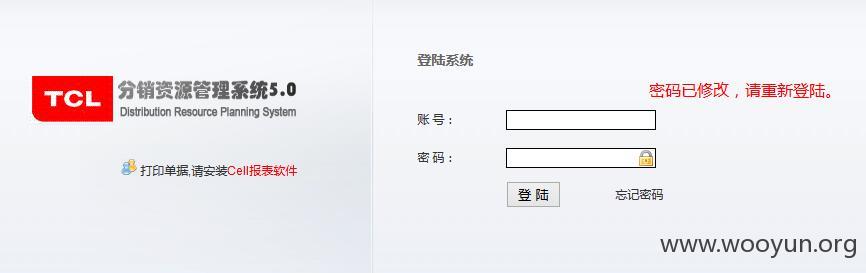 TCL 分销资源管理系统5.0
Distribution Resource Planning System
打印单据,请安装Cell报表软件
登陆系统
密码已修改，请重新登陆。
账 号：
密 码：
登 陆 忘记密码
www.wooyun.org